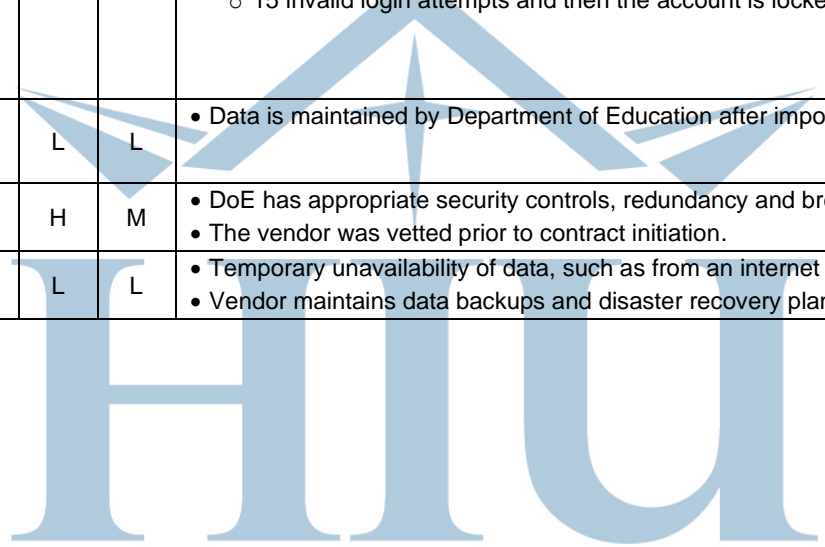 o 15 invalid login attempts and then the account is locke
L L • Data is maintained by Department of Education after impo
H M • DoE has appropriate security controls, redundancy and br
• The vendor was vetted prior to contract initiation.
L L • Temporary unavailability of data, such as from an internet
• Vendor maintains data backups and disaster recovery plan
HIU